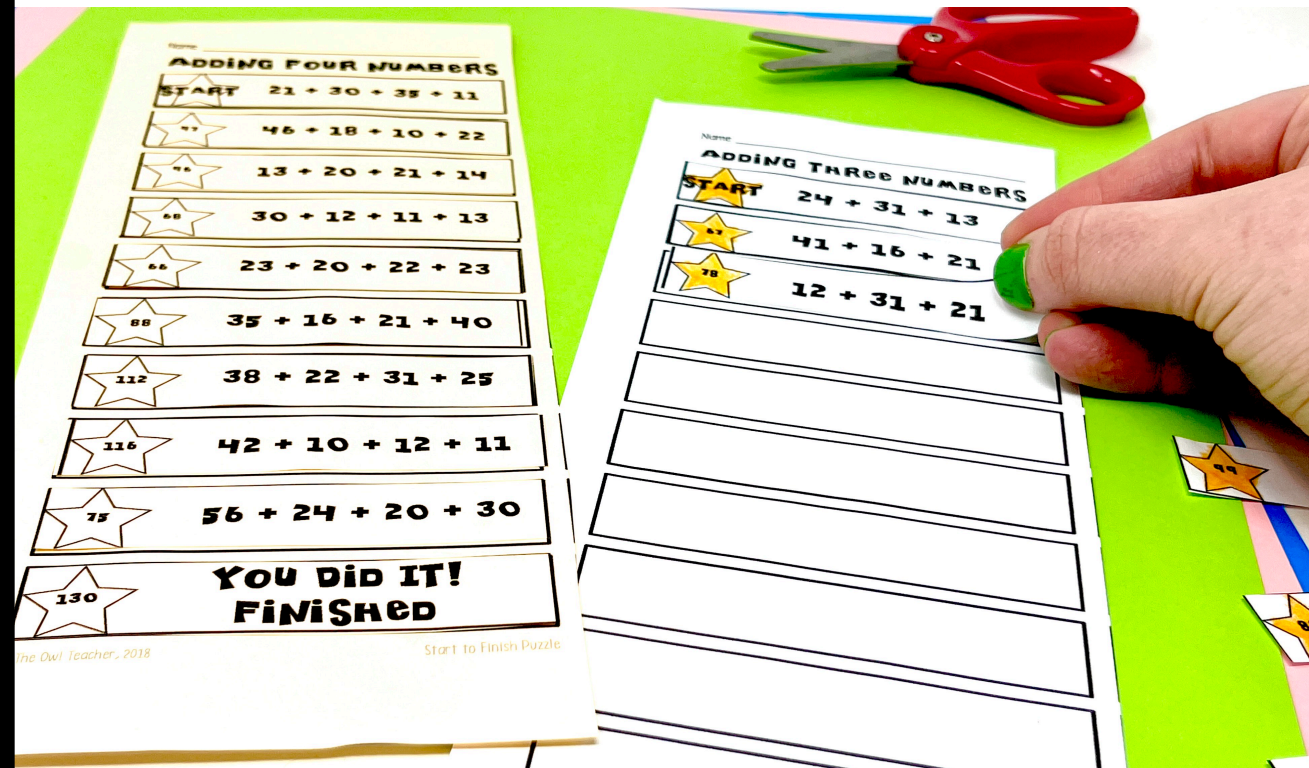 Name
ADDING FOUR NUMBERS
START 21 + 30 + 35 + 11
97 46 + 18 + 10 + 22
96 13 + 20 + 21 + 14
68 30 + 12 + 11 + 13
66 23 + 20 + 22 + 23
88 35 + 16 + 21 + 40
112 38 + 22 + 31 + 25
116 42 + 10 + 12 + 11
75 56 + 24 + 20 + 30
130 YOU DID IT!
FINISHED
The Owl Teacher, 2018 Start to Finish Puzzle
Name
ADDING THREE NUMBERS
START 24 + 31 + 13
41 + 16 + 21
78 12 + 31 + 21
99